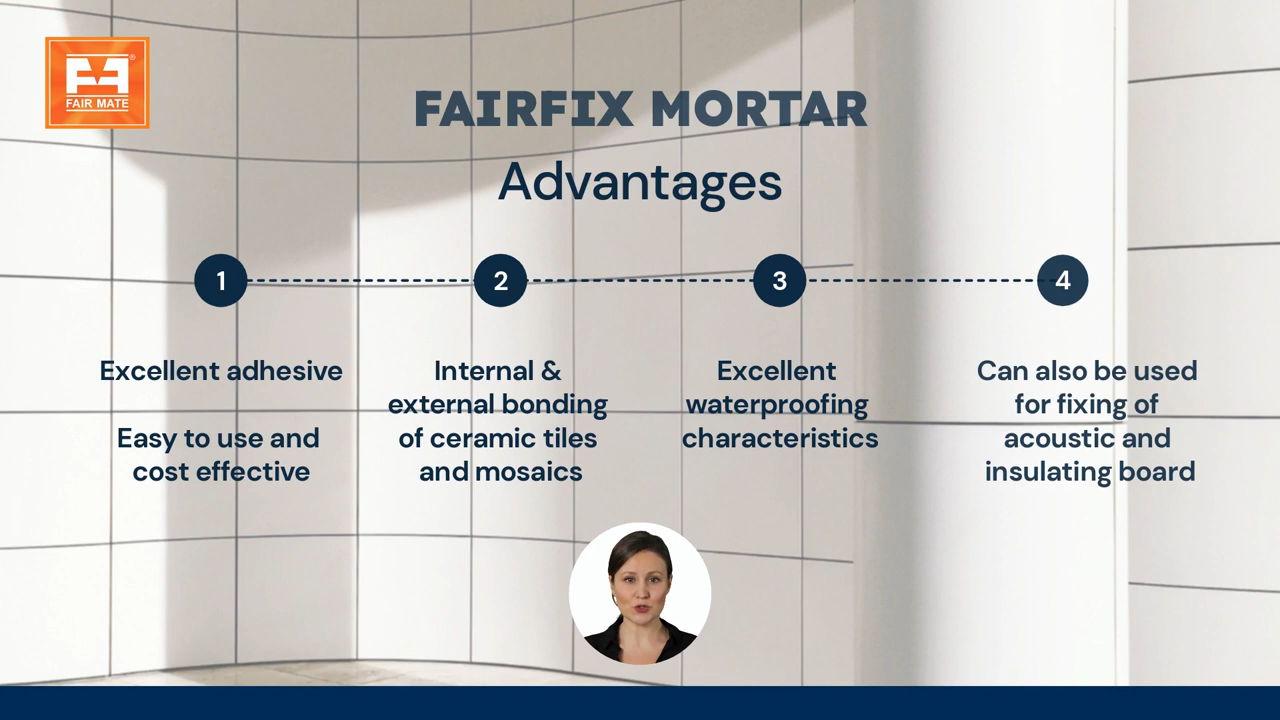 FAIR MATE
FAIRFIX MORTAR
Advantages
1
Excellent adhesive
Easy to use and
cost effective
2
Internal &
external bonding
of ceramic tiles
and mosaics
3
Excellent
waterproofing
characteristics
4
Can also be used
for fixing of
acoustic and
insulating board